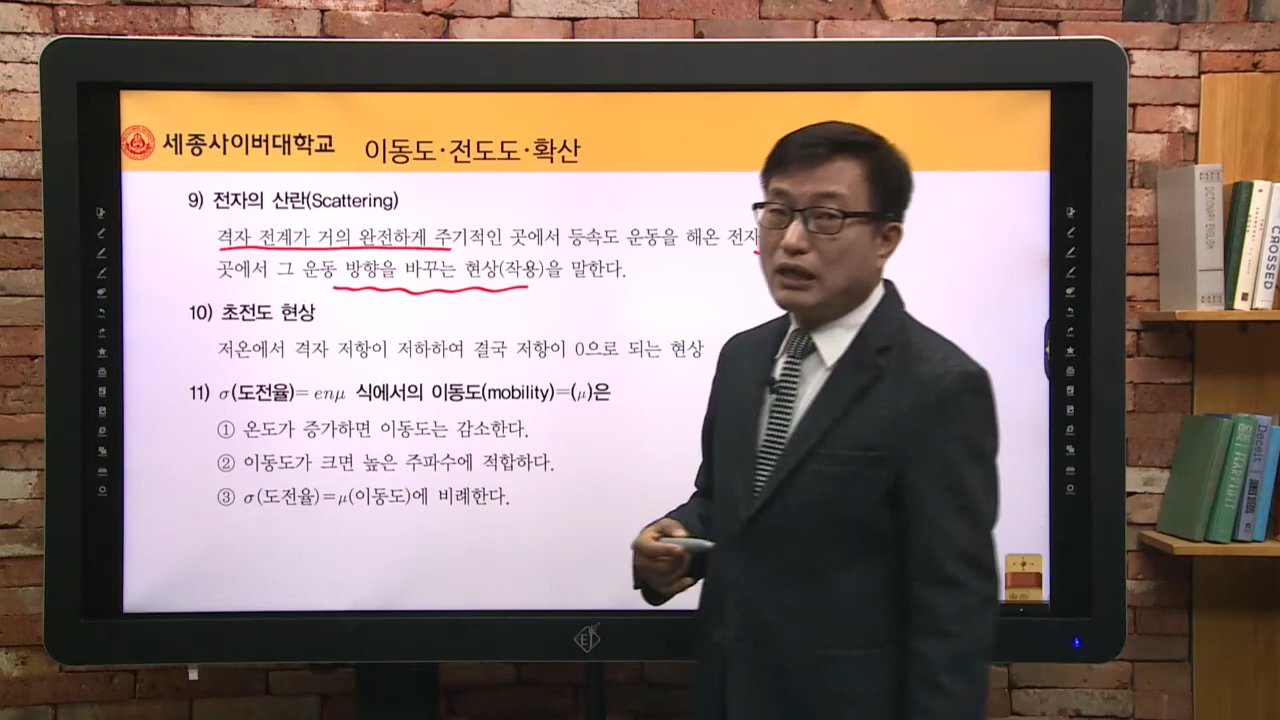 세종사이버대학교
이동도·전도도·확산
9) 전자의 산란(Scattering)
격자 전계가 거의 완전하게 주기적인 곳에서 등속도 운동을 해온 전자
곳에서 그 운동 방향을 바꾸는 현상(작용)을 말한다.
10) 초전도 현상
저온에서 격자 저항이 저하하여 결국 저항이 0으로 되는 현상
11) σ(도전율)= enμ 식에서의 이동도(mobility)=(μ)은
① 온도가 증가하면 이동도는 감소한다.
② 이동도가 크면 높은 주파수에 적합하다.
③ σ(도전율)=μ(이동도)에 비례한다.
DICTIONARY ENGLISH
CROSSED
Deceit